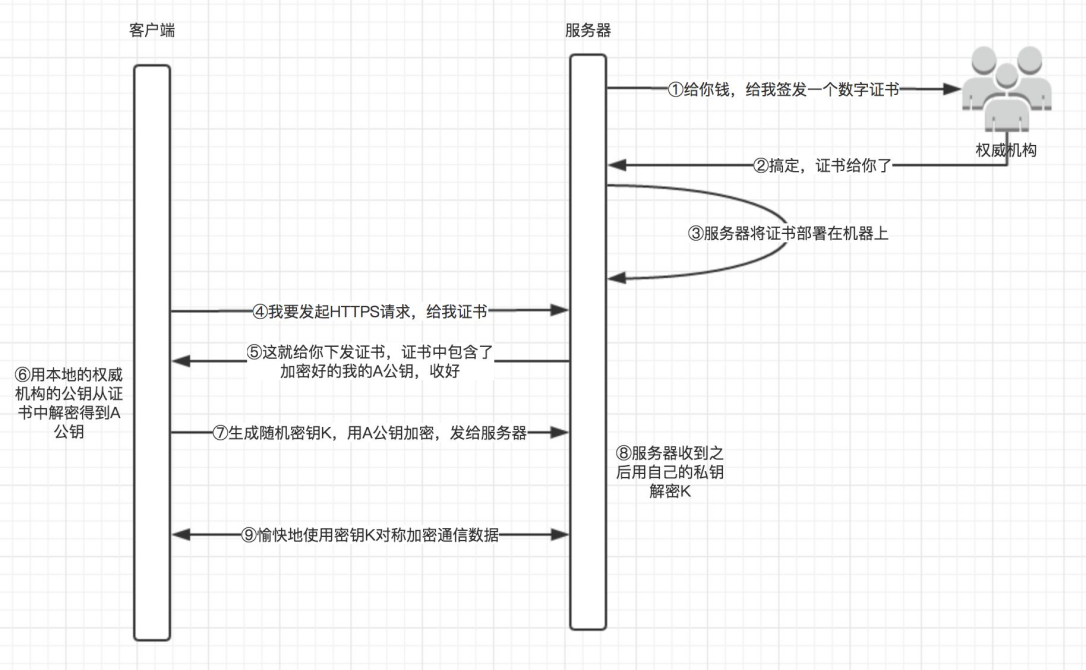 客户端
服务器
①给你钱，给我签发一个数字证书
权威机构
②搞定，证书给你了
③服务器将证书部署在机器上
④我要发起HTTPS请求，给我证书
⑤这就给你下发证书，证书中包含了
加密好的我的A公钥，收好
⑥用本地的权威
机构的公钥从证
书中解密得到A
公钥
⑦生成随机密钥K，用A公钥加密，发给服务器
⑧服务器收到之
后用自己的私钥
解密K
⑨愉快地使用密钥K对称加密通信数据